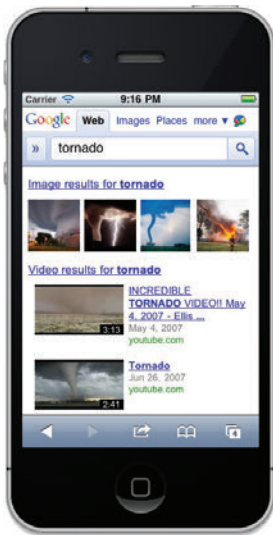 Carrier 9:16 PM
Google Web Images Places more ▼
» tornado
Image results for tornado
Video results for tornado
INCREDIBLE
TORNADO VIDEO!! May
4, 2007 - Ellis ...
3:13 May 4, 2007
youtube.com
Tornado
Jun 26, 2007
youtube.com
2:41
4